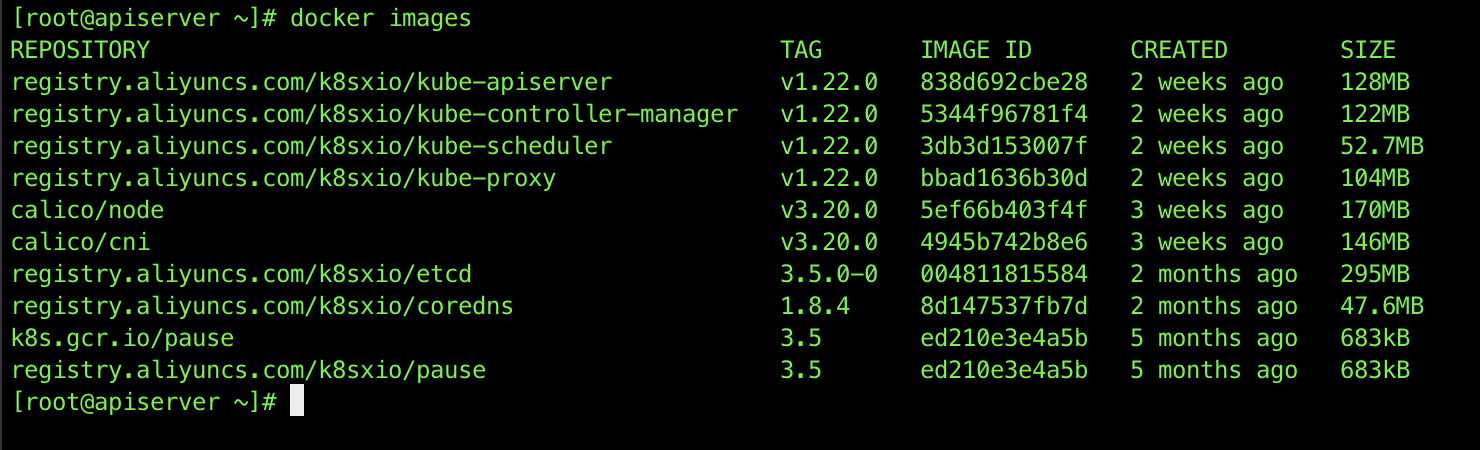 [root@apiserver ~]# docker images
REPOSITORY TAG IMAGE ID CREATED SIZE
registry.aliyuncs.com/k8sxio/kube-apiserver v1.22.0 838d692cbe28 2 weeks ago 128MB
registry.aliyuncs.com/k8sxio/kube-controller-manager v1.22.0 5344f96781f4 2 weeks ago 122MB
registry.aliyuncs.com/k8sxio/kube-scheduler v1.22.0 3db3d153007f 2 weeks ago 52.7MB
registry.aliyuncs.com/k8sxio/kube-proxy v1.22.0 bbad1636b30d 2 weeks ago 104MB
calico/node v3.20.0 5ef66b403f4f 3 weeks ago 170MB
calico/cni v3.20.0 4945b742b8e6 3 weeks ago 146MB
registry.aliyuncs.com/k8sxio/etcd 3.5.0-0 004811815584 2 months ago 295MB
registry.aliyuncs.com/k8sxio/coredns 1.8.4 8d147537fb7d 2 months ago 47.6MB
k8s.gcr.io/pause 3.5 ed210e3e4a5b 5 months ago 683kB
registry.aliyuncs.com/k8sxio/pause 3.5 ed210e3e4a5b 5 months ago 683kB
[root@apiserver ~]#